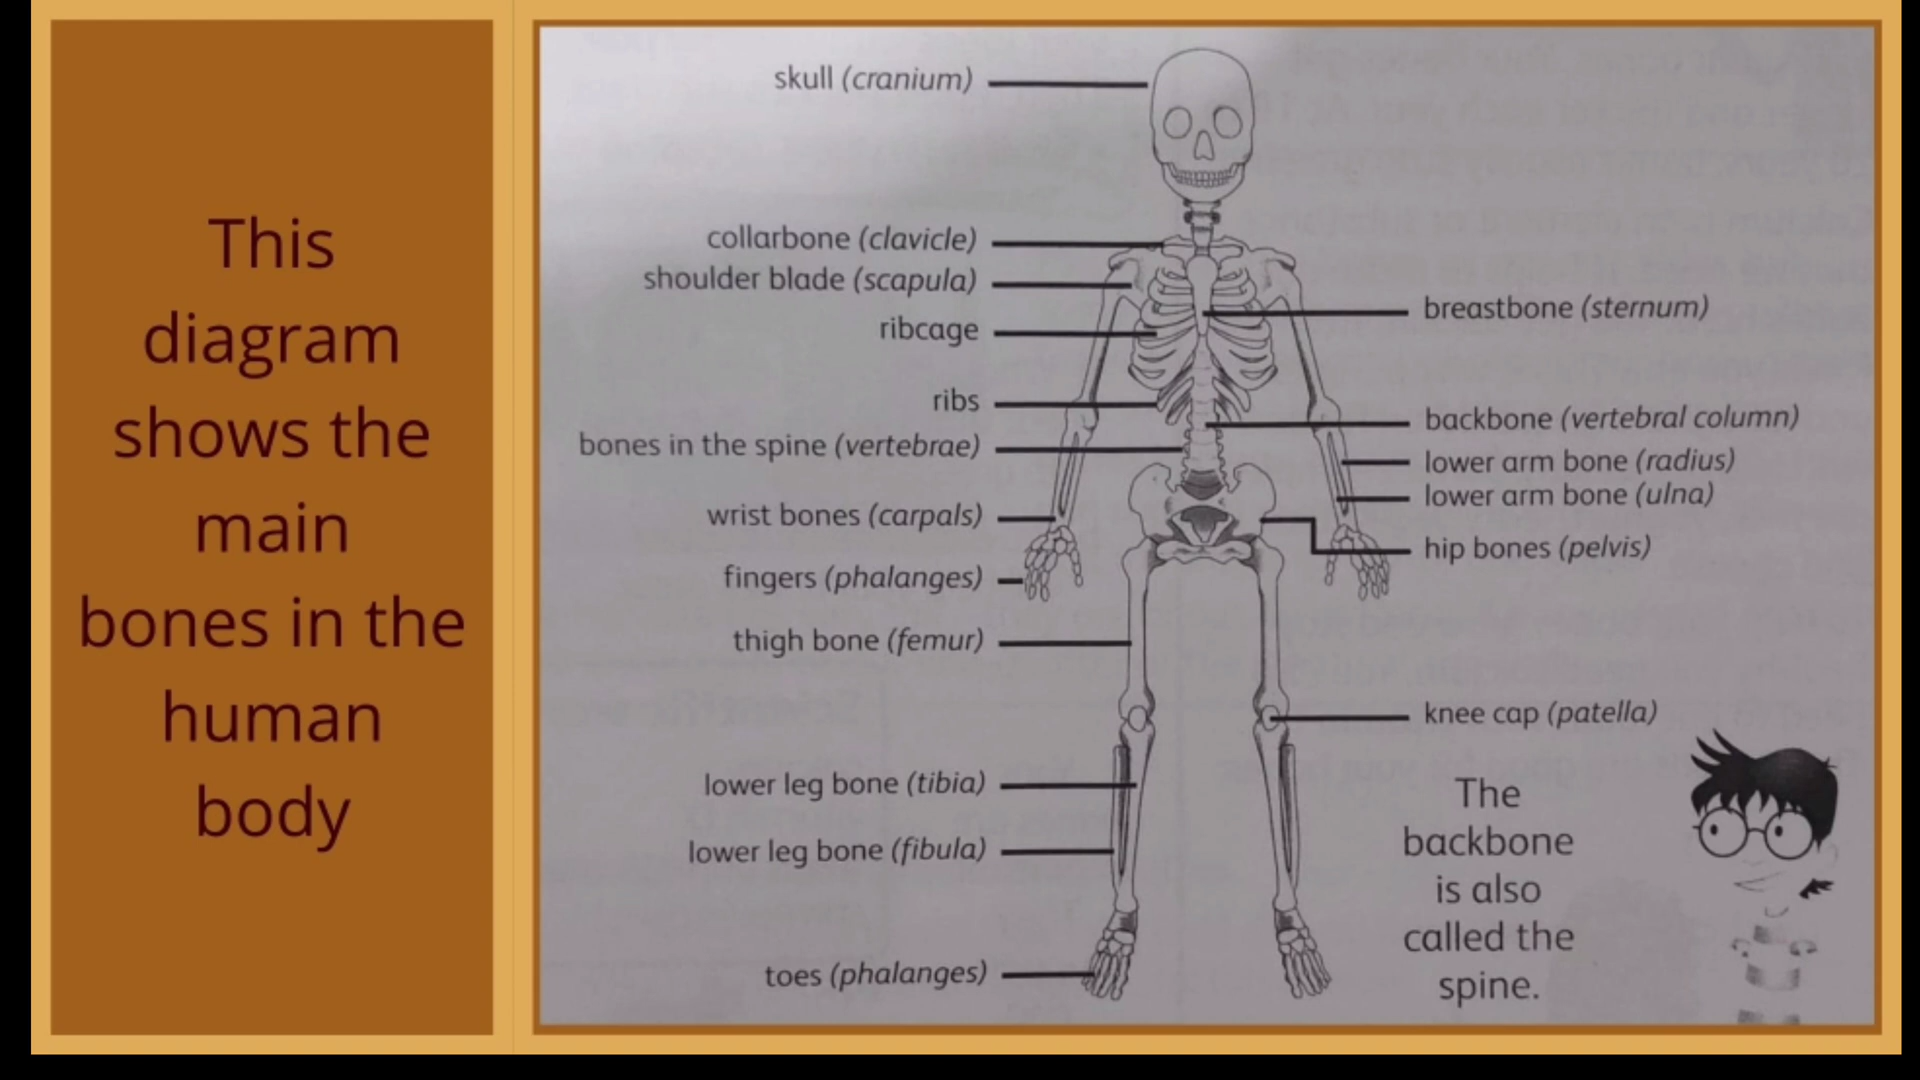 This
diagram
shows the
main
bones in the
human
body
skull (cranium)
collarbone (clavicle)
shoulder blade (scapula)
ribcage
ribs
bones in the spine (vertebrae)
wrist bones (carpals)
fingers (phalanges)
thigh bone (femur)
lower leg bone (tibia)
lower leg bone (fibula)
toes (phalanges)
breastbone (sternum)
backbone (vertebral column)
lower arm bone (radius)
lower arm bone (ulna)
hip bones (pelvis)
knee cap (patella)
The
backbone
is also
called the
spine.